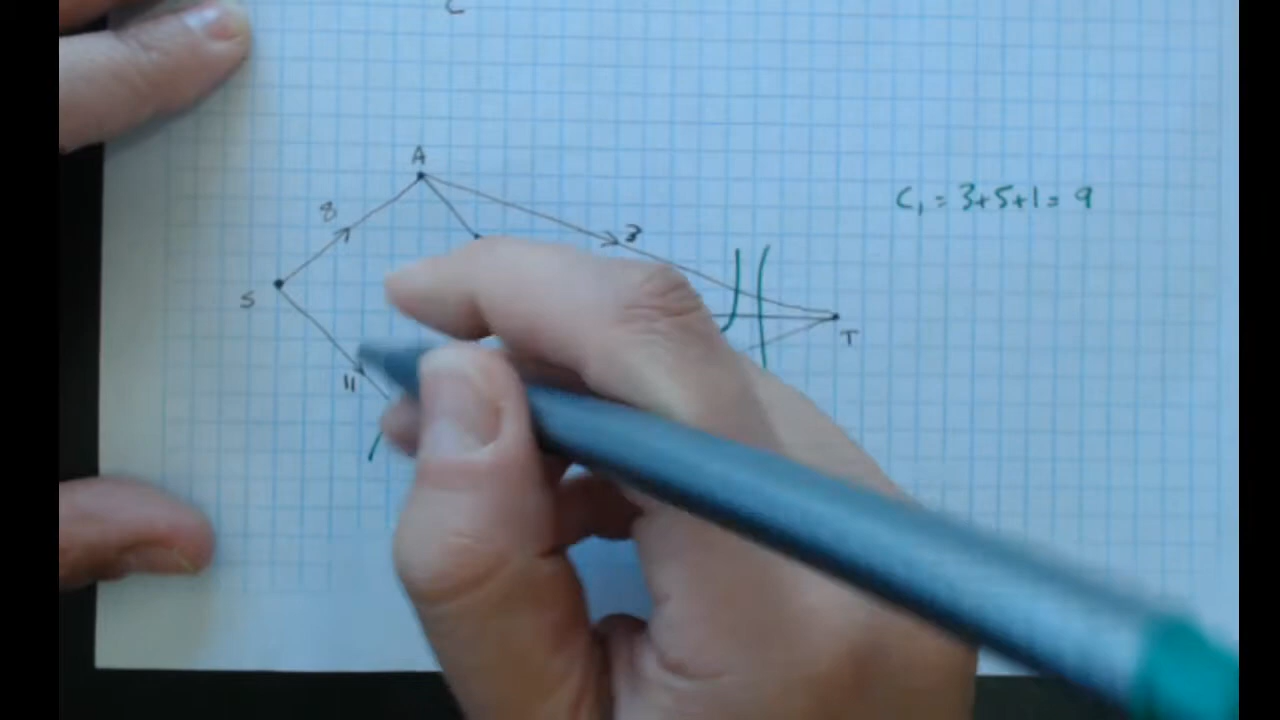 C
A
C₁ = 3+5+1 = 9
8
3
S
T
11